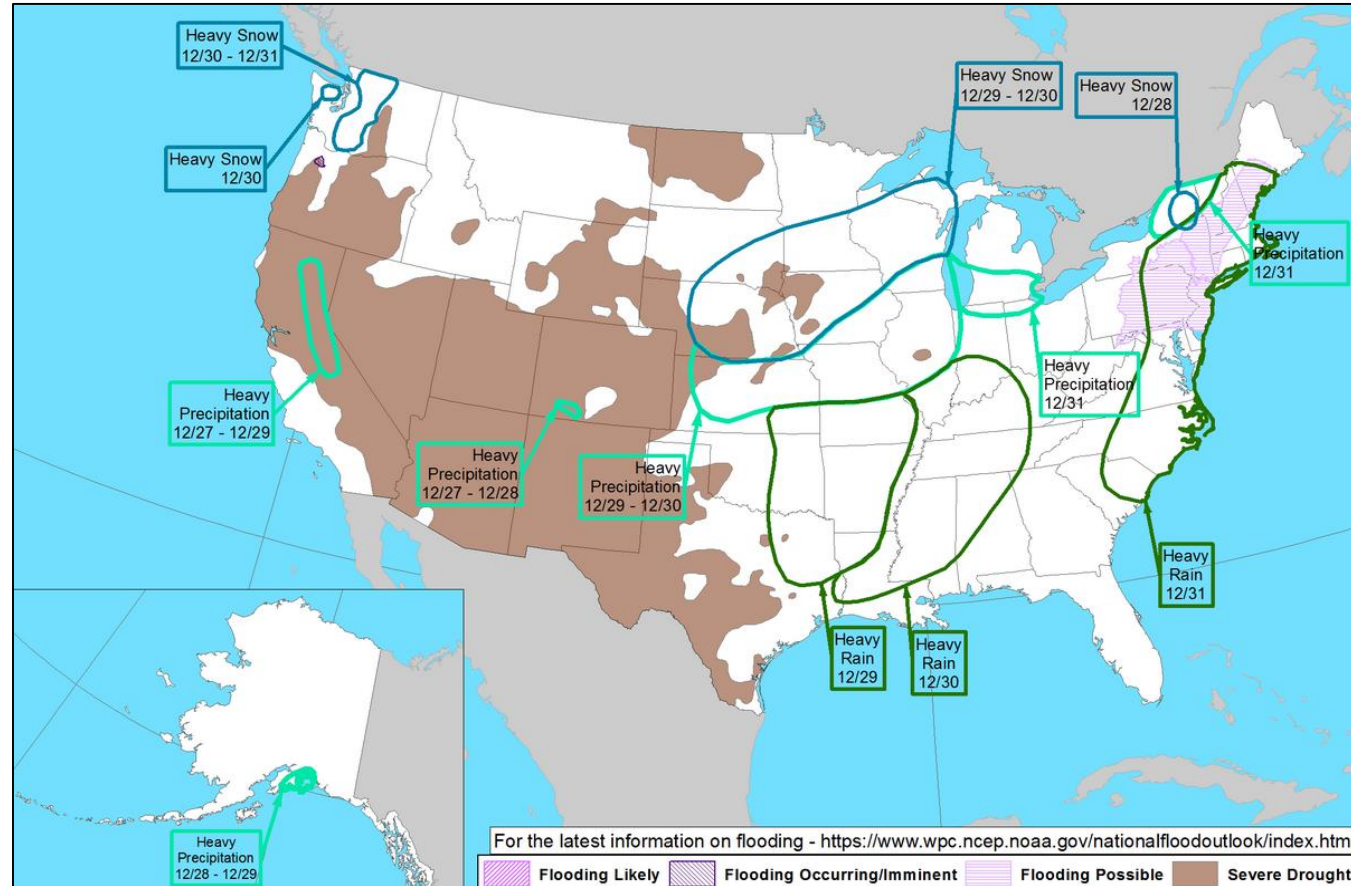 Heavy Snow
12/30 - 12/31
Heavy Snow
12/30
Heavy Snow
12/29 - 12/30
Heavy Snow
12/28
Heavy
Precipitation
12/31
Heavy
Precipitation
12/27 - 12/29
Heavy
Precipitation
12/27 - 12/28
Heavy
Precipitation
12/29 - 12/30
Heavy
Precipitation
12/31
Heavy
Rain
12/29
Heavy
Rain
12/30
Heavy
Rain
12/31
Heavy
Precipitation
12/28 - 12/29
For the latest information on flooding - https://www.wpc.ncep.noaa.gov/nationalfloodoutlook/index.htm
Flooding Likely
Flooding Occurring/Imminent
Flooding Possible
Severe Drought